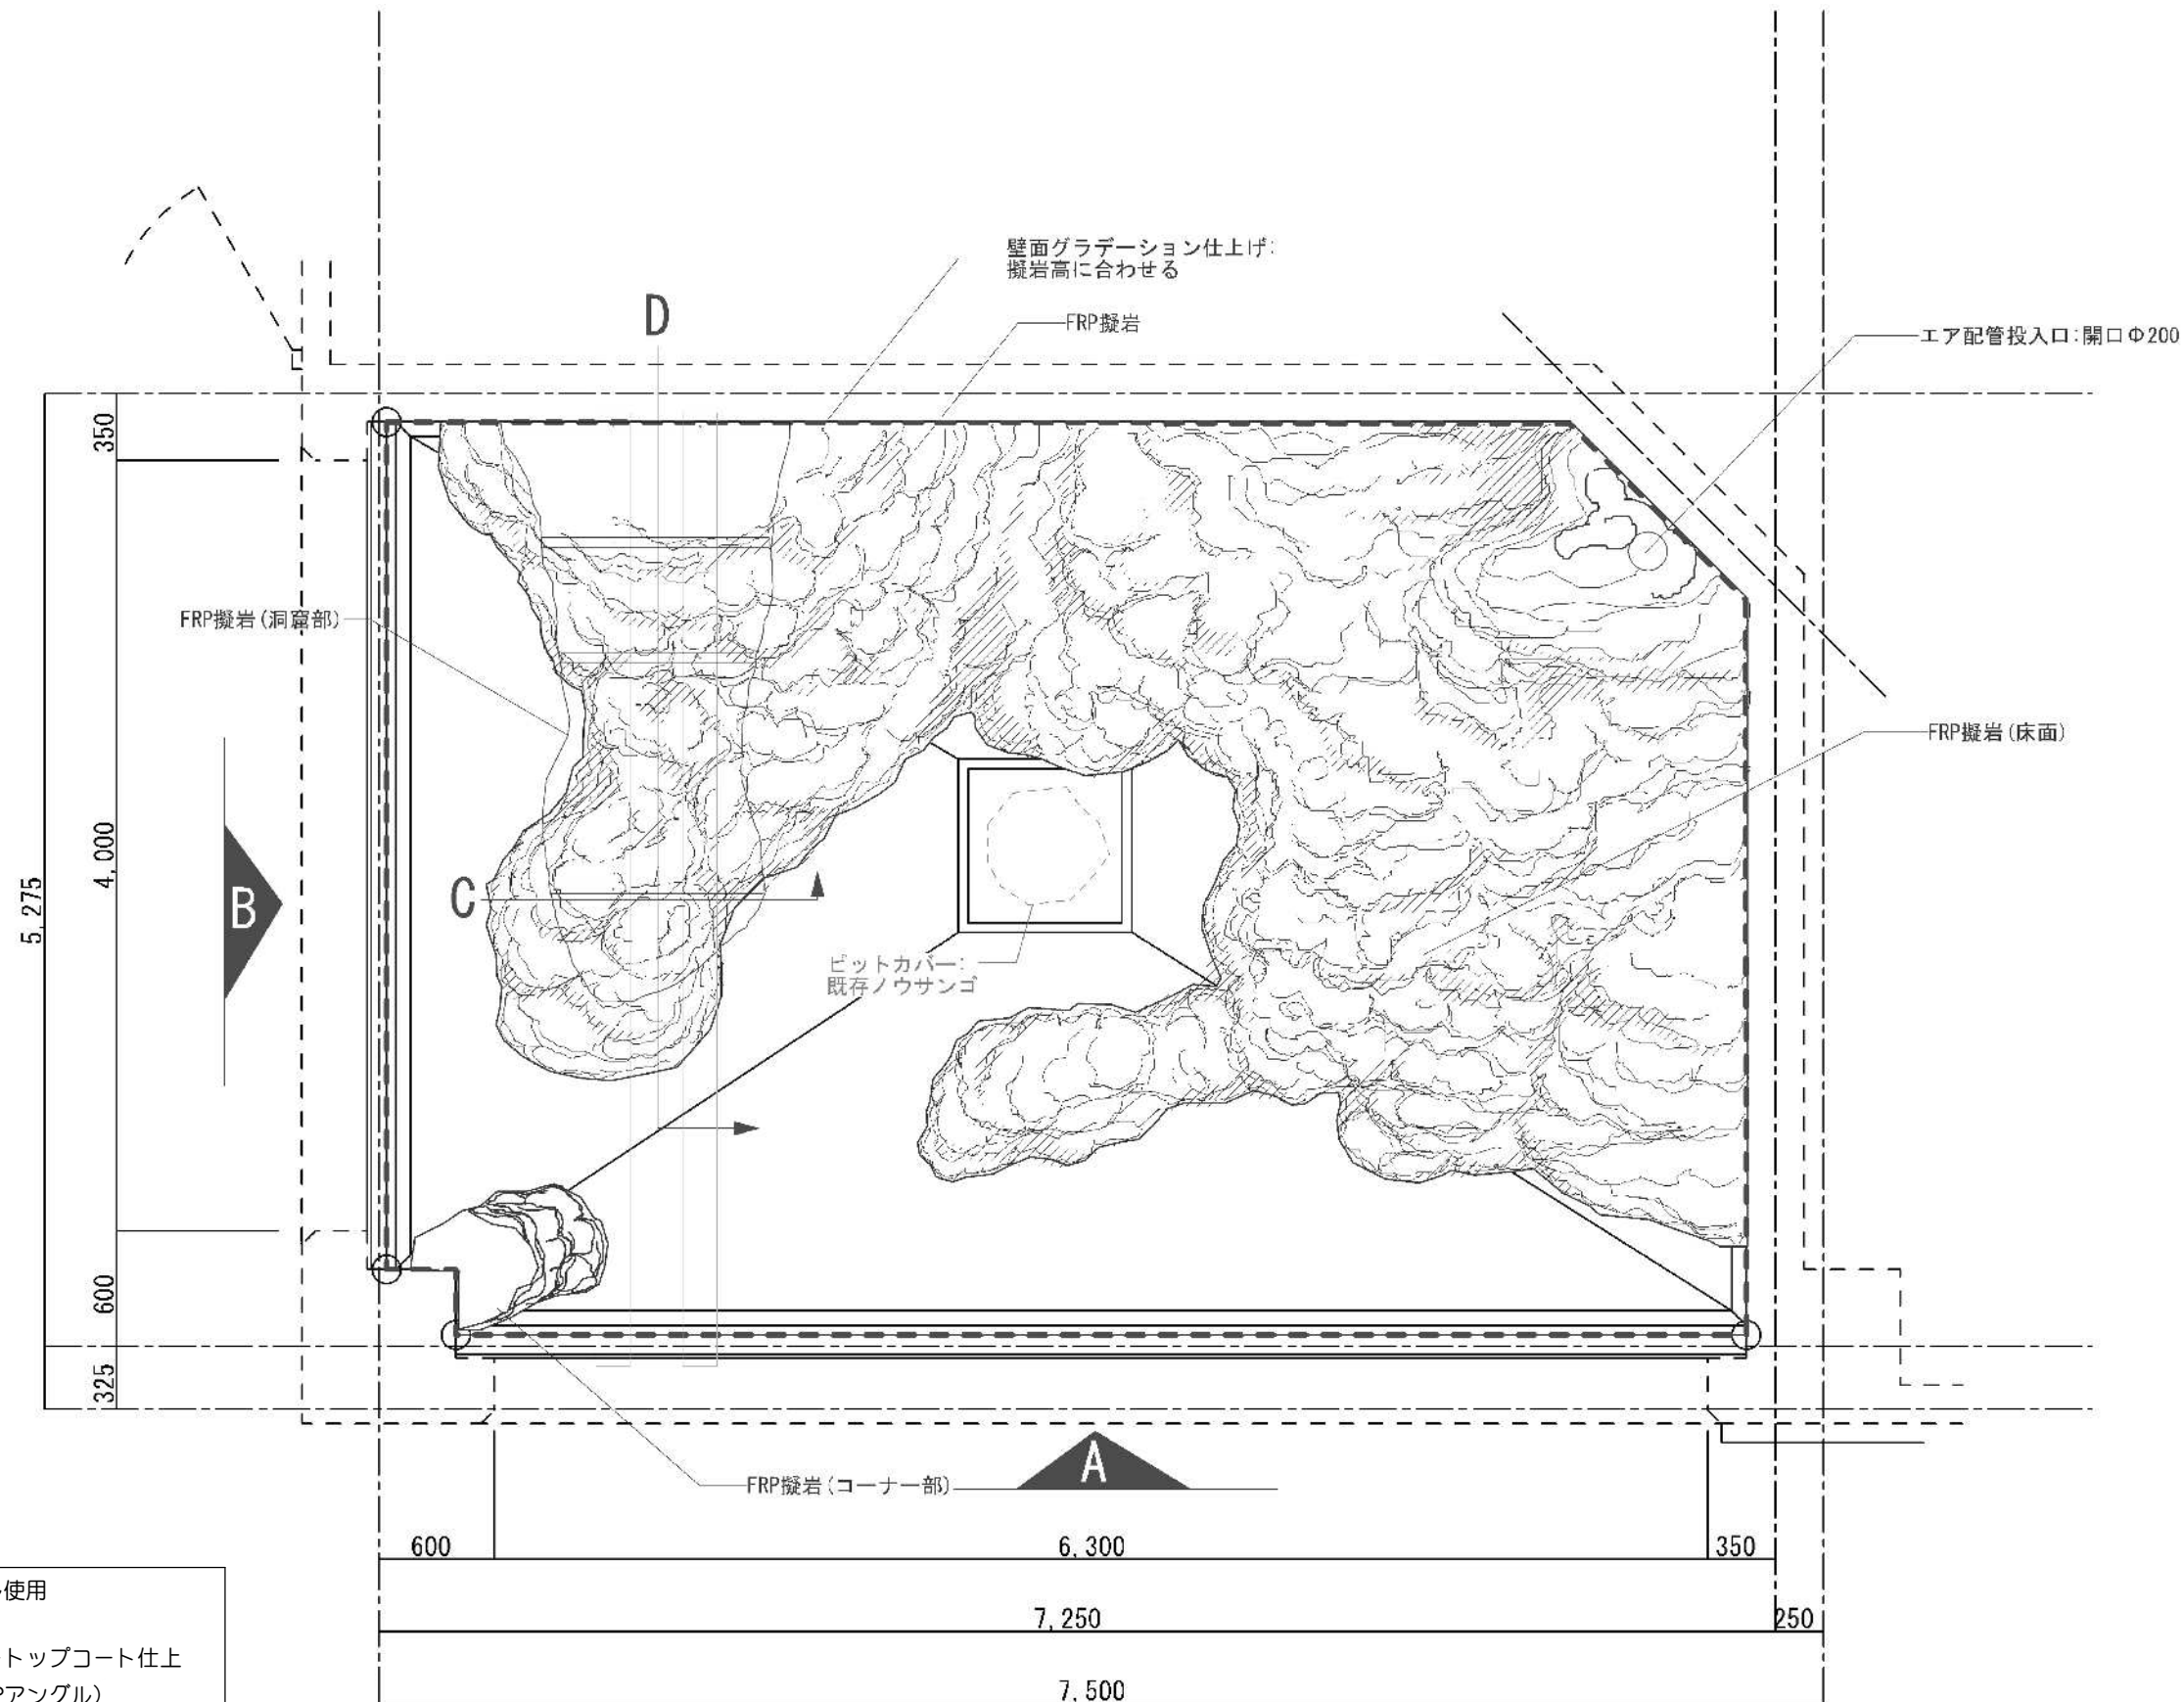 壁面グラデーション仕上げ:
擬岩高に合わせる
D
FRP擬岩
エア配管投入口:開口Φ200
350
FRP擬岩(洞窟部)
FRP擬岩(床面)
4,000
5,275
B
C
ピットカバー:
既存ノウサンゴ
600
325
A
FRP擬岩(コーナー部)
600
6,300
350
7,250
250
7,500
使用
トップコート仕上
アングル)